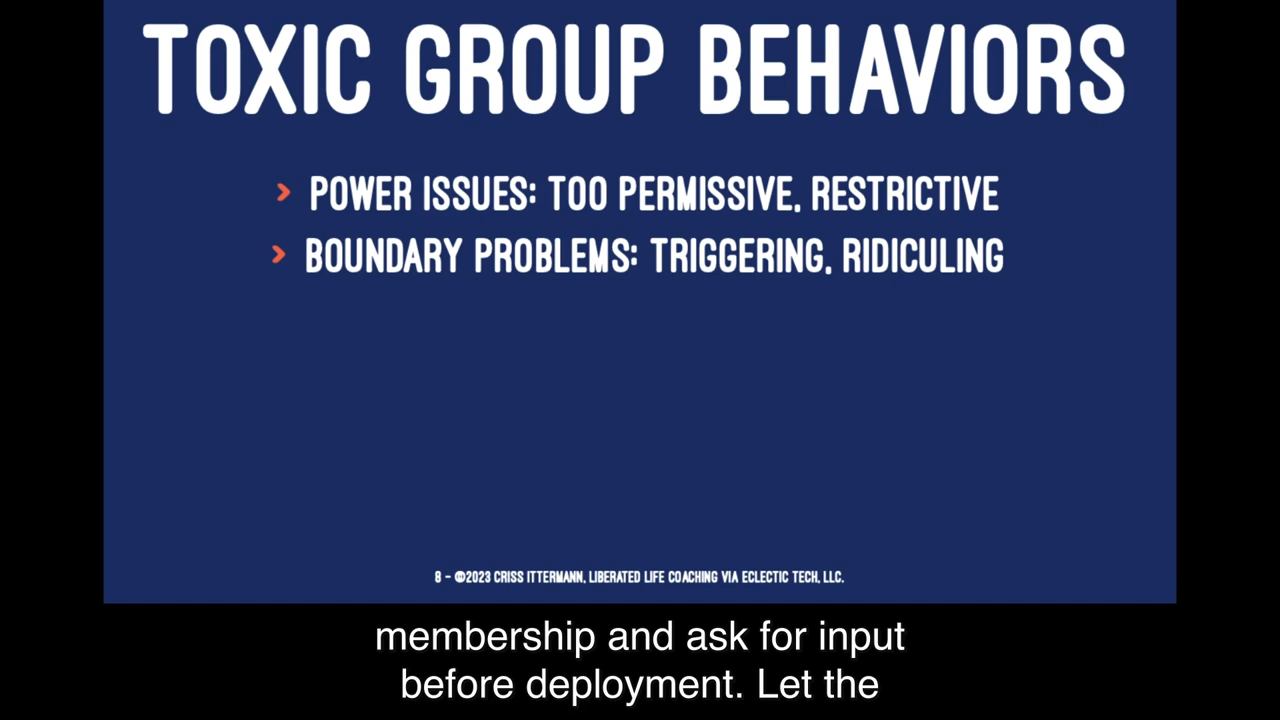 TOXIC GROUP BEHAVIORS
› POWER ISSUES: TOO PERMISSIVE, RESTRICTIVE
› BOUNDARY PROBLEMS: TRIGGERING, RIDICULING
8 - ©2023 CRISS ITTERMANN, LIBERATED LIFE COACHING VIA ECLECTIC TECH, LLC.
membership and ask for input
before deployment. Let the